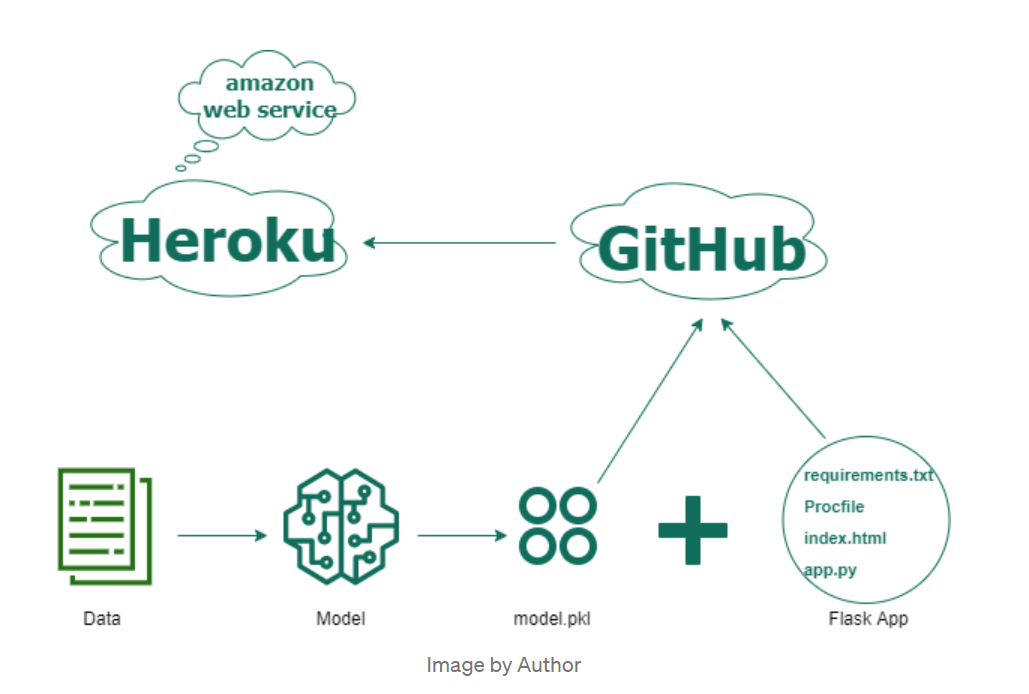 amazon
web service
Heroku
GitHub
requirements.txt
Procfile
index.html
app.py
Data
Model
model.pkl
Flask App
Image by Author